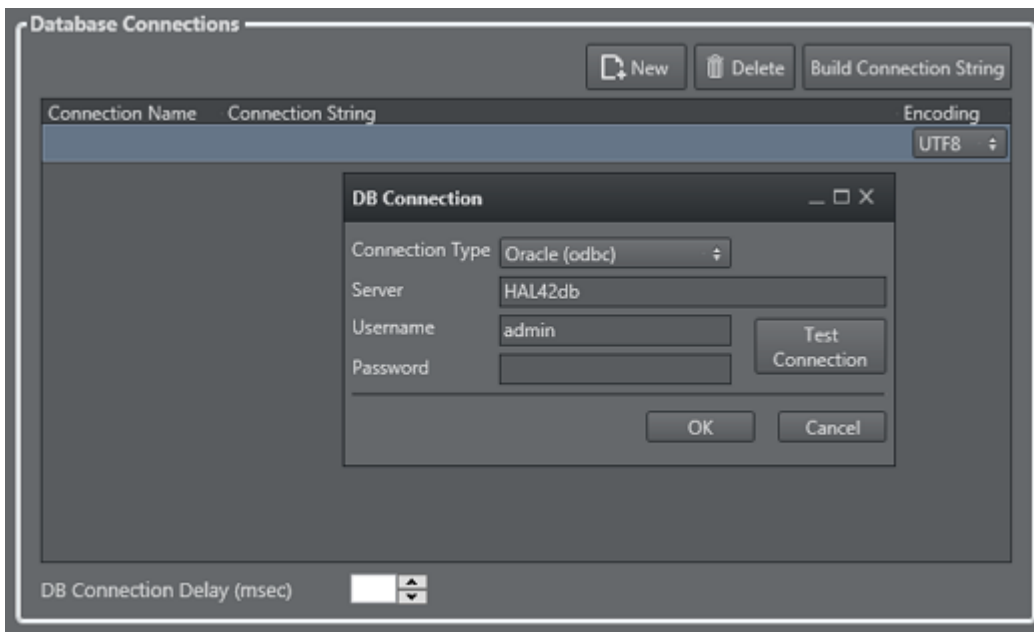 Database Connections
New Delete Build Connection String
Connection Name Connection String Encoding
UTF8
DB Connection
Connection Type Oracle (odbc)
Server HAL42db
Username admin
Test
Connection
Password
OK Cancel
DB Connection Delay (msec)